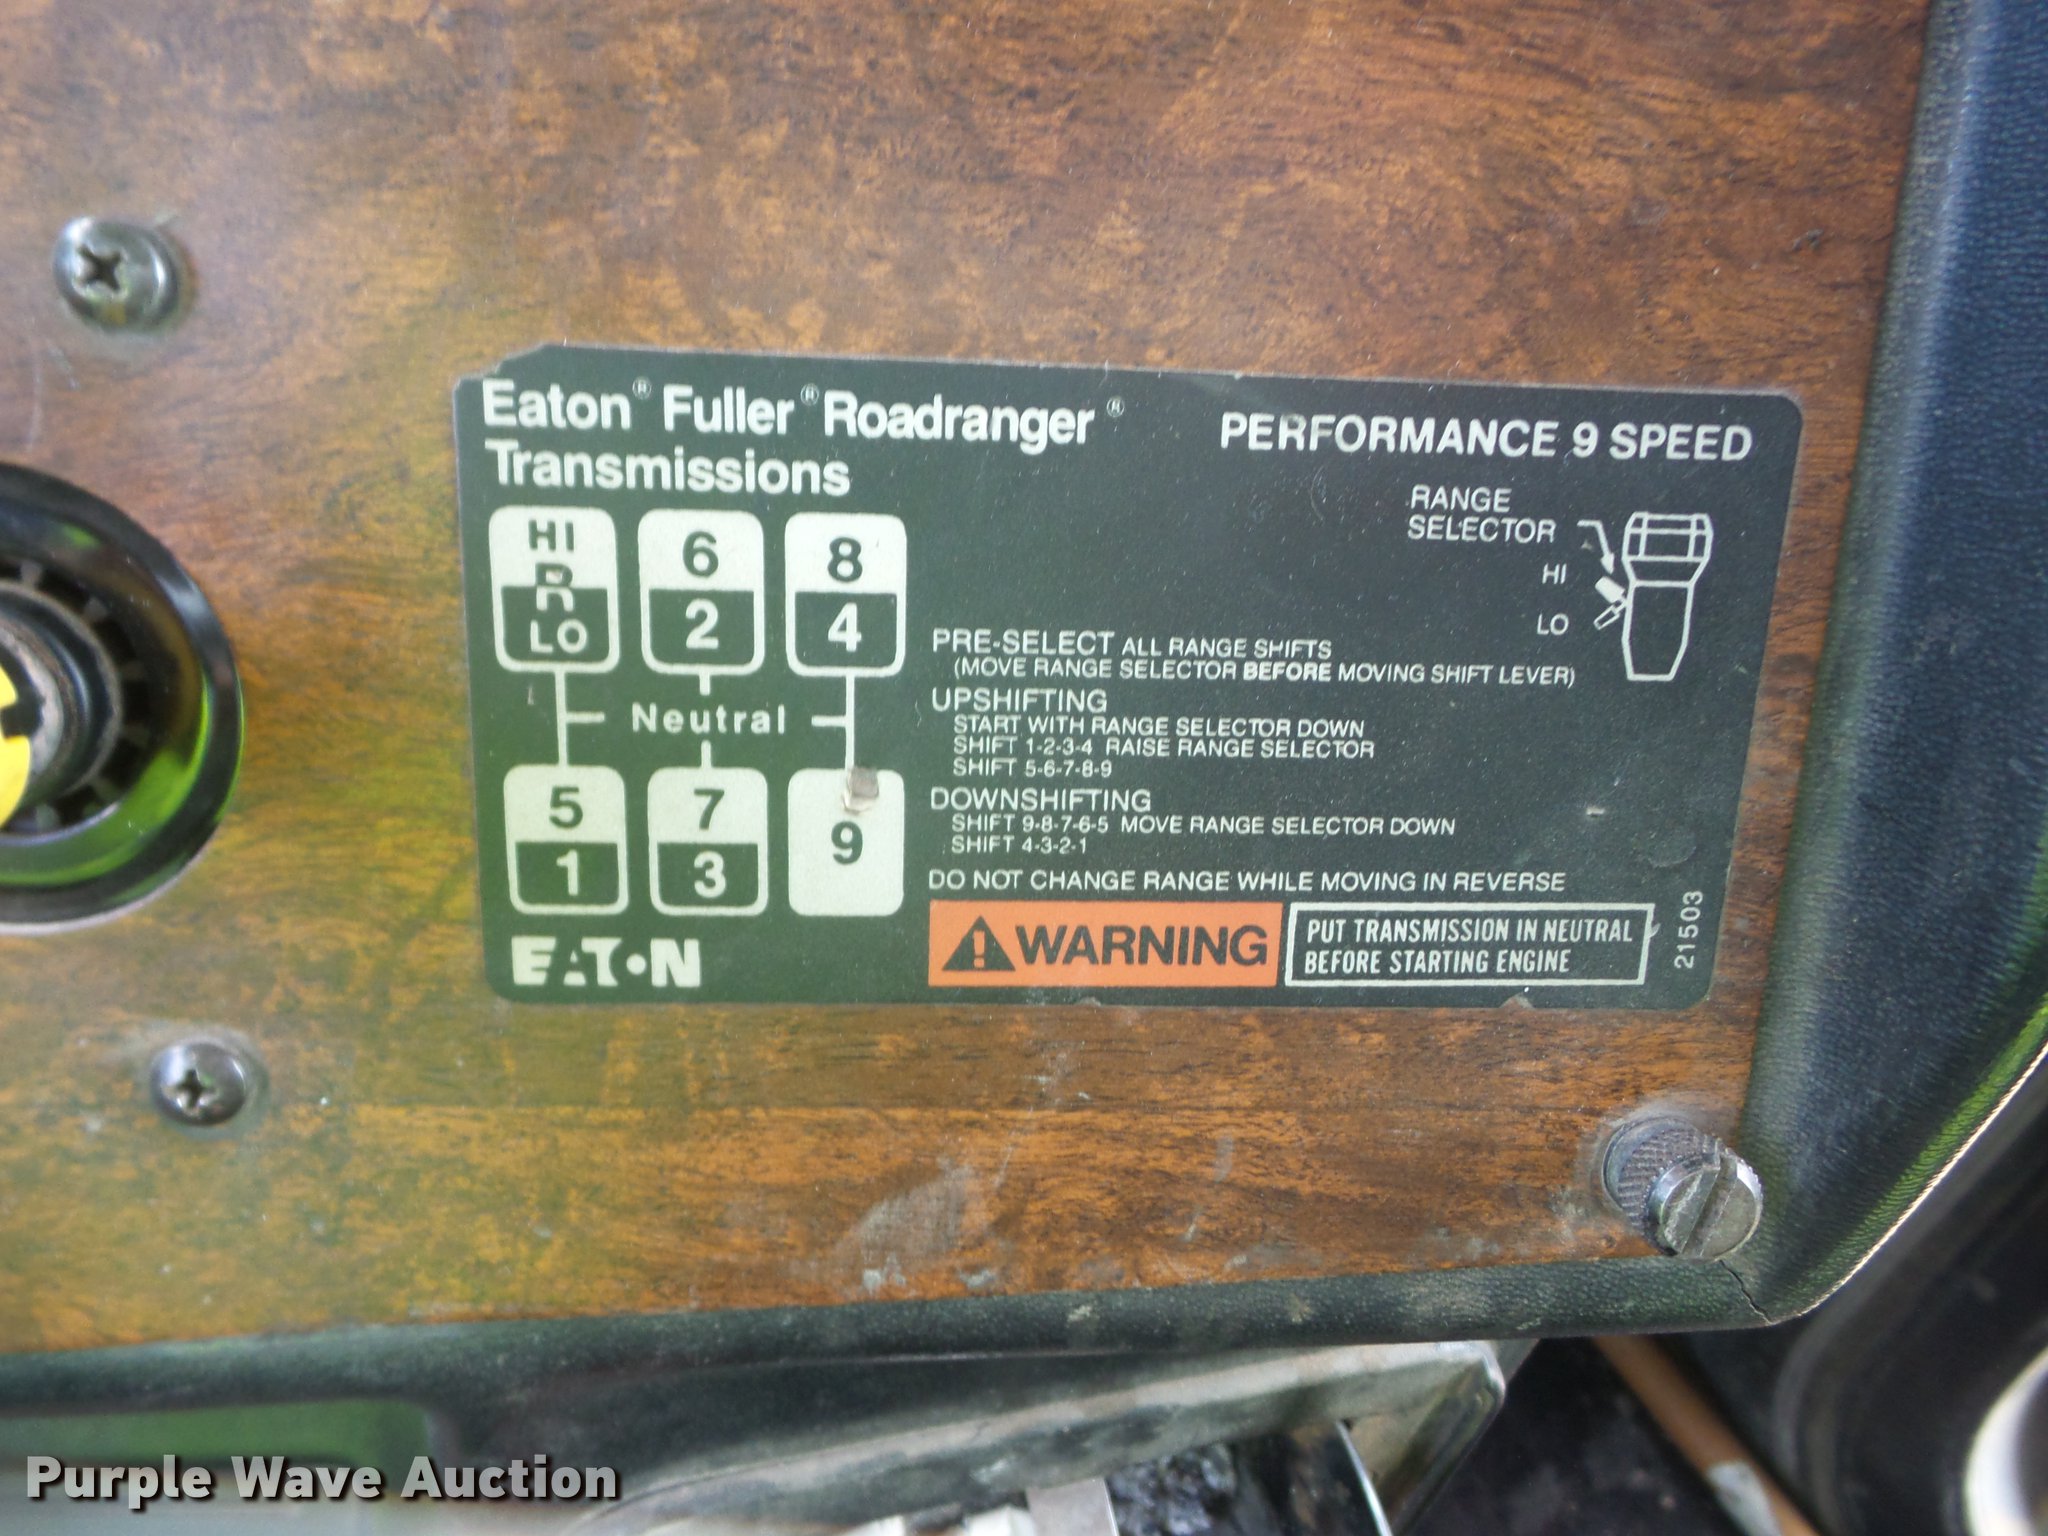 Eaton® Fuller® Roadranger®
Transmissions
PERFORMANCE 9 SPEED
RANGE
SELECTOR
HI
LO
HI
R
LO
6
2
8
4
Neutral
5
1
7
3
9
PRE-SELECT ALL RANGE SHIFTS
(MOVE RANGE SELECTOR BEFORE MOVING SHIFT LEVER)
UPSHIFTING
START WITH RANGE SELECTOR DOWN
SHIFT 1-2-3-4 RAISE RANGE SELECTOR
SHIFT 5-6-7-8-9
DOWNSHIFTING
SHIFT 9-8-7-6-5 MOVE RANGE SELECTOR DOWN
SHIFT 4-3-2-1
DO NOT CHANGE RANGE WHILE MOVING IN REVERSE
EATON
WARNING
PUT TRANSMISSION IN NEUTRAL
BEFORE STARTING ENGINE
21503
Purple Wave Auction